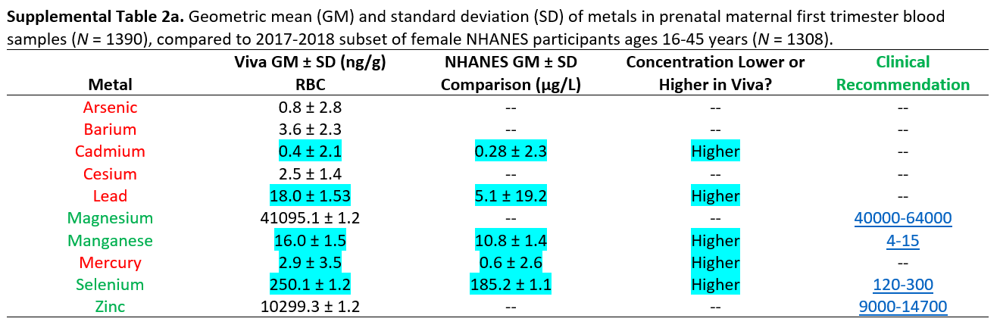 Supplemental Table 2a. Geometric mean (GM) and standard deviation (SD) of metals in prenatal maternal first trimester blood
samples (N = 1390), compared to 2017-2018 subset of female NHANES participants ages 16-45 years (N = 1308).
Metal Viva GM ± SD (ng/g) RBC NHANES GM ± SD Comparison (µg/L) Concentration Lower or Higher in Viva? Clinical Recommendation
Arsenic 0.8 ± 2.8 -- -- --
Barium 3.6 ± 2.3 -- -- --
Cadmium 0.4 ± 2.1 0.28 ± 2.3 Higher --
Cesium 2.5 ± 1.4 -- -- --
Lead 18.0 ± 1.53 5.1 ± 19.2 Higher --
Magnesium 41095.1 ± 1.2 -- -- 40000-64000
Manganese 16.0 ± 1.5 10.8 ± 1.4 Higher 4-15
Mercury 2.9 ± 3.5 0.6 ± 2.6 Higher --
Selenium 250.1 ± 1.2 185.2 ± 1.1 Higher 120-300
Zinc 10299.3 ± 1.2 -- -- 9000-14700